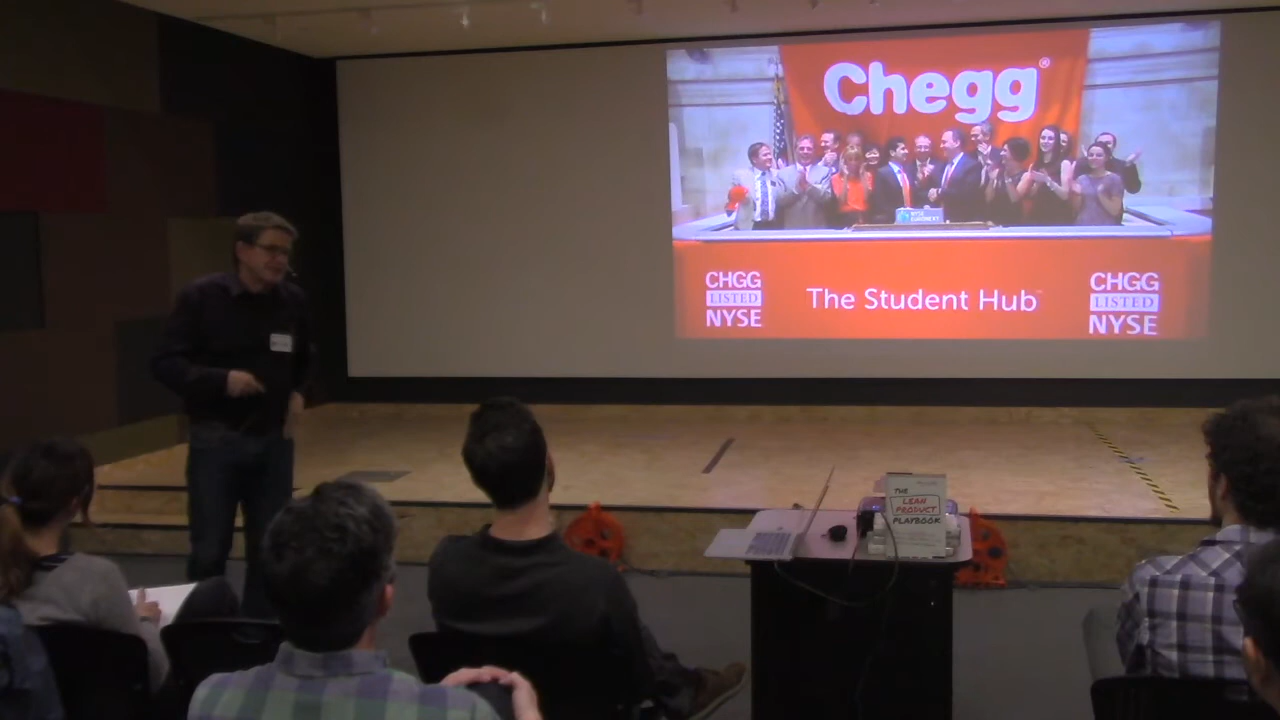 Chegg®
CHGG
LISTED
NYSE
The Student Hub
CHGG
LISTED
NYSE
THE
LEAN
PRODUCT
PLAYBOOK